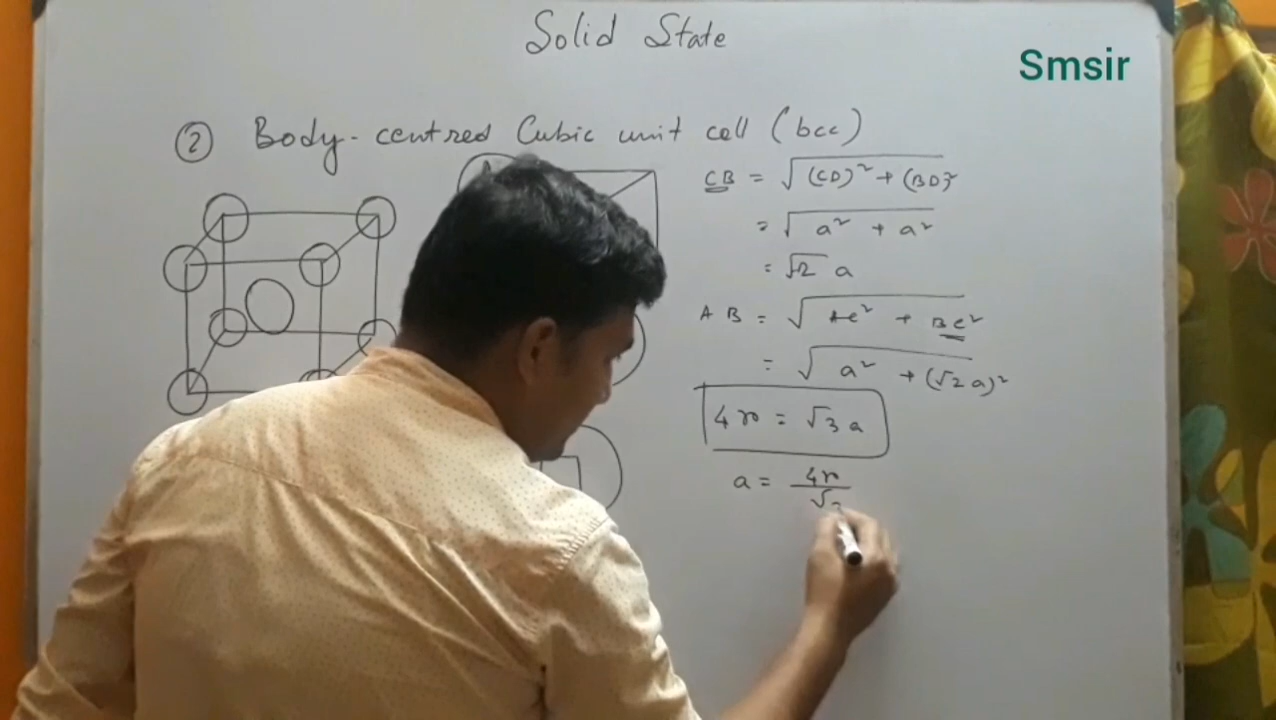 Solid State
Smsir
② Body-centred Cubic unit cell (bcc)
CB = √(CD)² + (BD)²
= √a² + a²
= √2 a
AB = √Ac² + Bc²
= √a² + (√2 a)²
4r = √3 a
a = 4r / √3